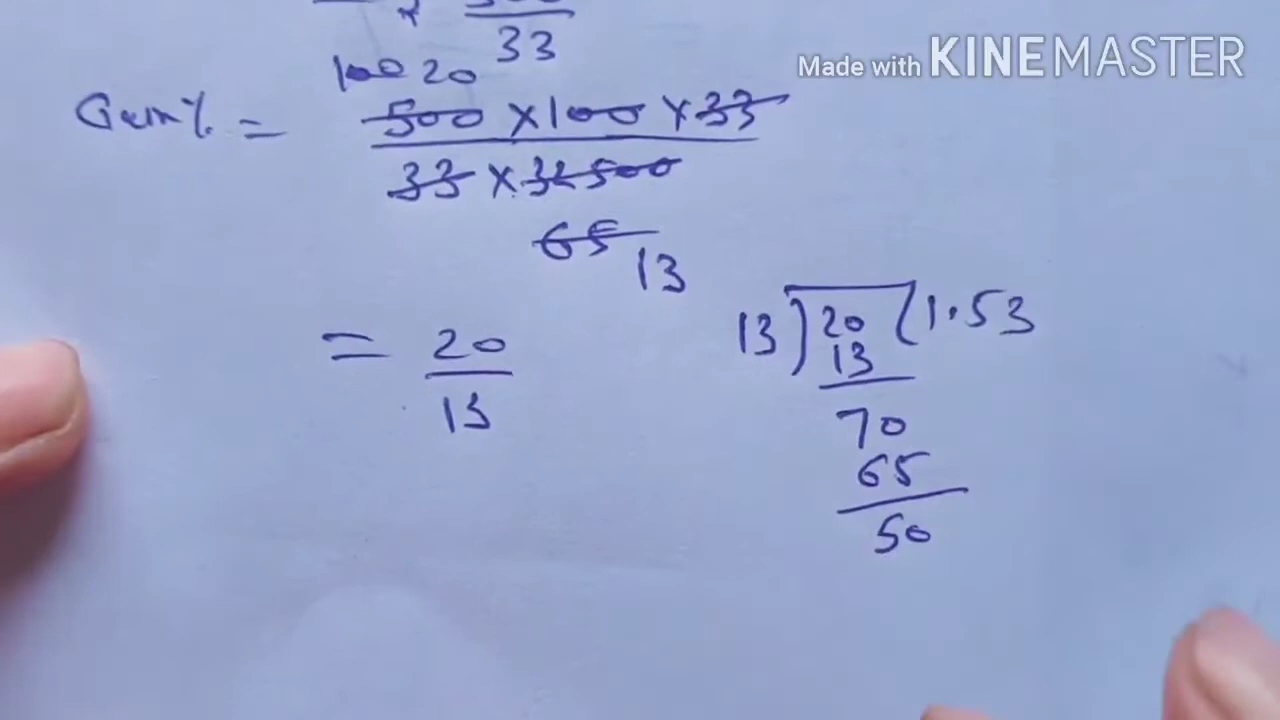 Made with KINEMASTER
33
100 20
Gain% = 500 × 100 × 33
33 × 32500
65
13
= 20
13
13 ) 20 ( 1.53
13
70
65
50